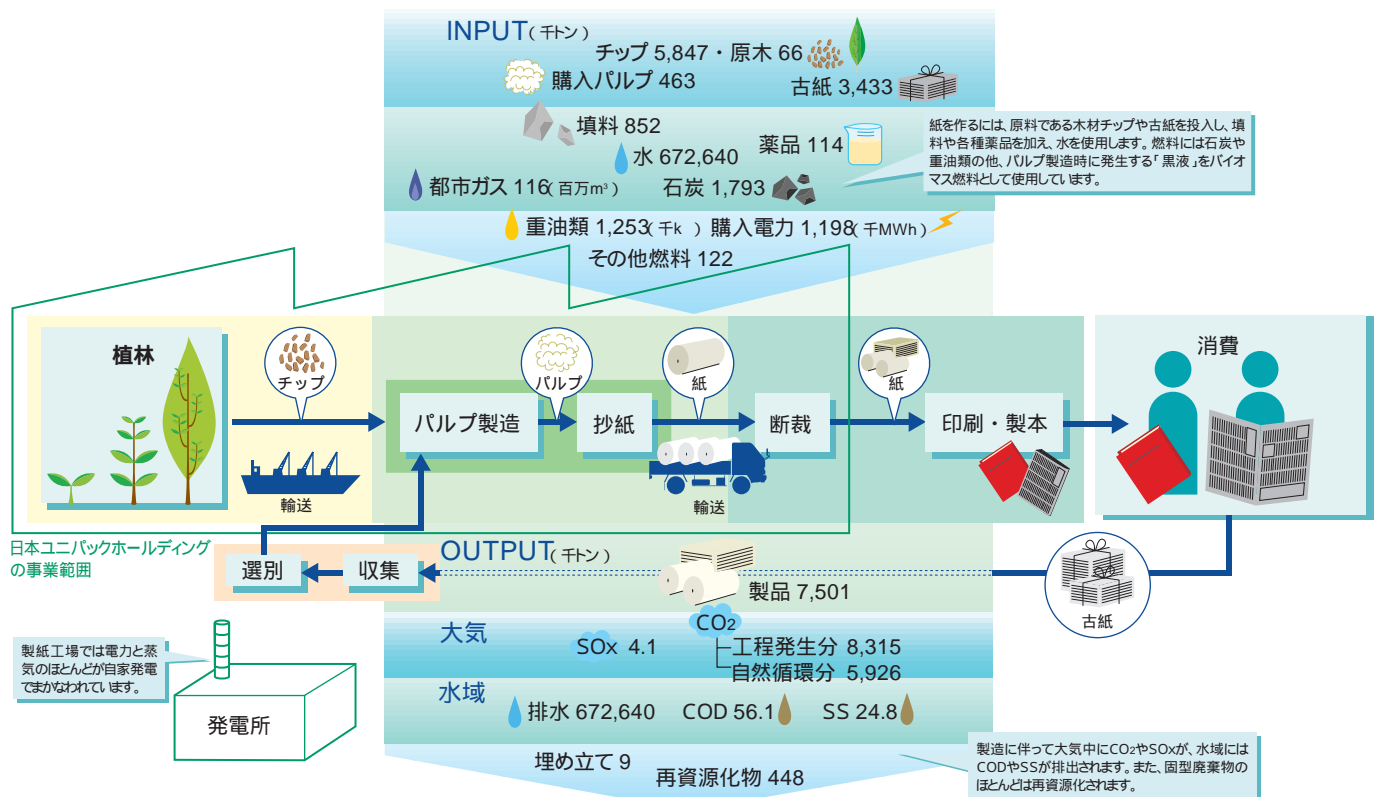 INPUT(千トン)
チップ 5,847・原木 66
購入パルプ 463
古紙 3,433
填料 852
薬品 114
水 672,640
都市ガス 116(百万m³)
石炭 1,793
重油類 1,253(千k ) 購入電力 1,198(千MWh)
その他燃料 122
紙を作るには、原料である木材チップや古紙を投入し、填
料や各種薬品を加え、水を使用します。燃料には石炭や
重油類の他、パルプ製造時に発生する「黒液」をバイオ
マス燃料として使用しています。
植林
チップ
輸送
パルプ製造
パルプ
抄紙
紙
輸送
断裁
紙
印刷・製本
消費
日本ユニパックホールディング
の事業範囲
選別
収集
古紙
OUTPUT(千トン)
製品 7,501
大気
SOx 4.1
CO2
工程発生分 8,315
自然循環分 5,926
水域
排水 672,640
COD 56.1
SS 24.8
埋め立て 9
再資源化物 448
製紙工場では電力と蒸
気のほとんどが自家発電
でまかなわれています。
発電所
製造に伴って大気中にCO2やSOxが、水域には
CODやSSが排出されます。また、固型廃棄物の
ほとんどは再資源化されます。